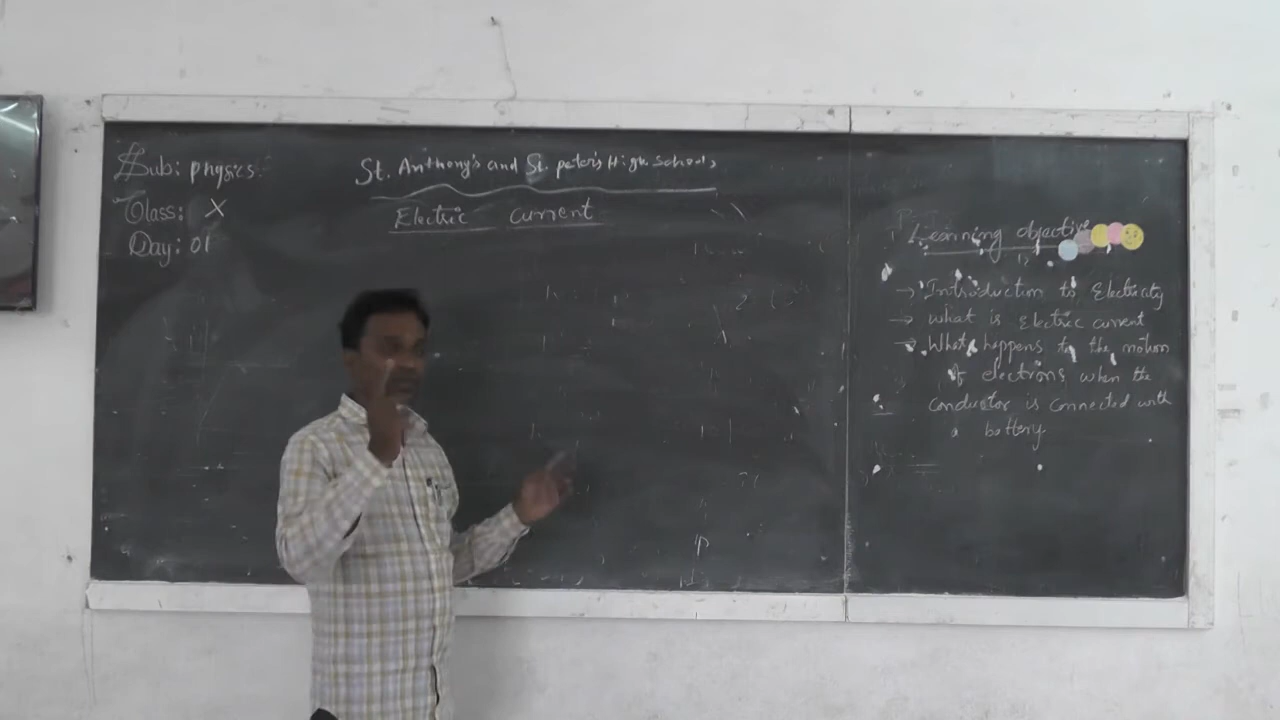 Sub: physics
Class: X
Day: 01
St. Anthony's and St. peter's High Schools
Electric current
Learning objective
→ Introduction to Electricity
→ what is Electric current
→ What happens to the motion
of electrons when the
conductor is connected with
a battery